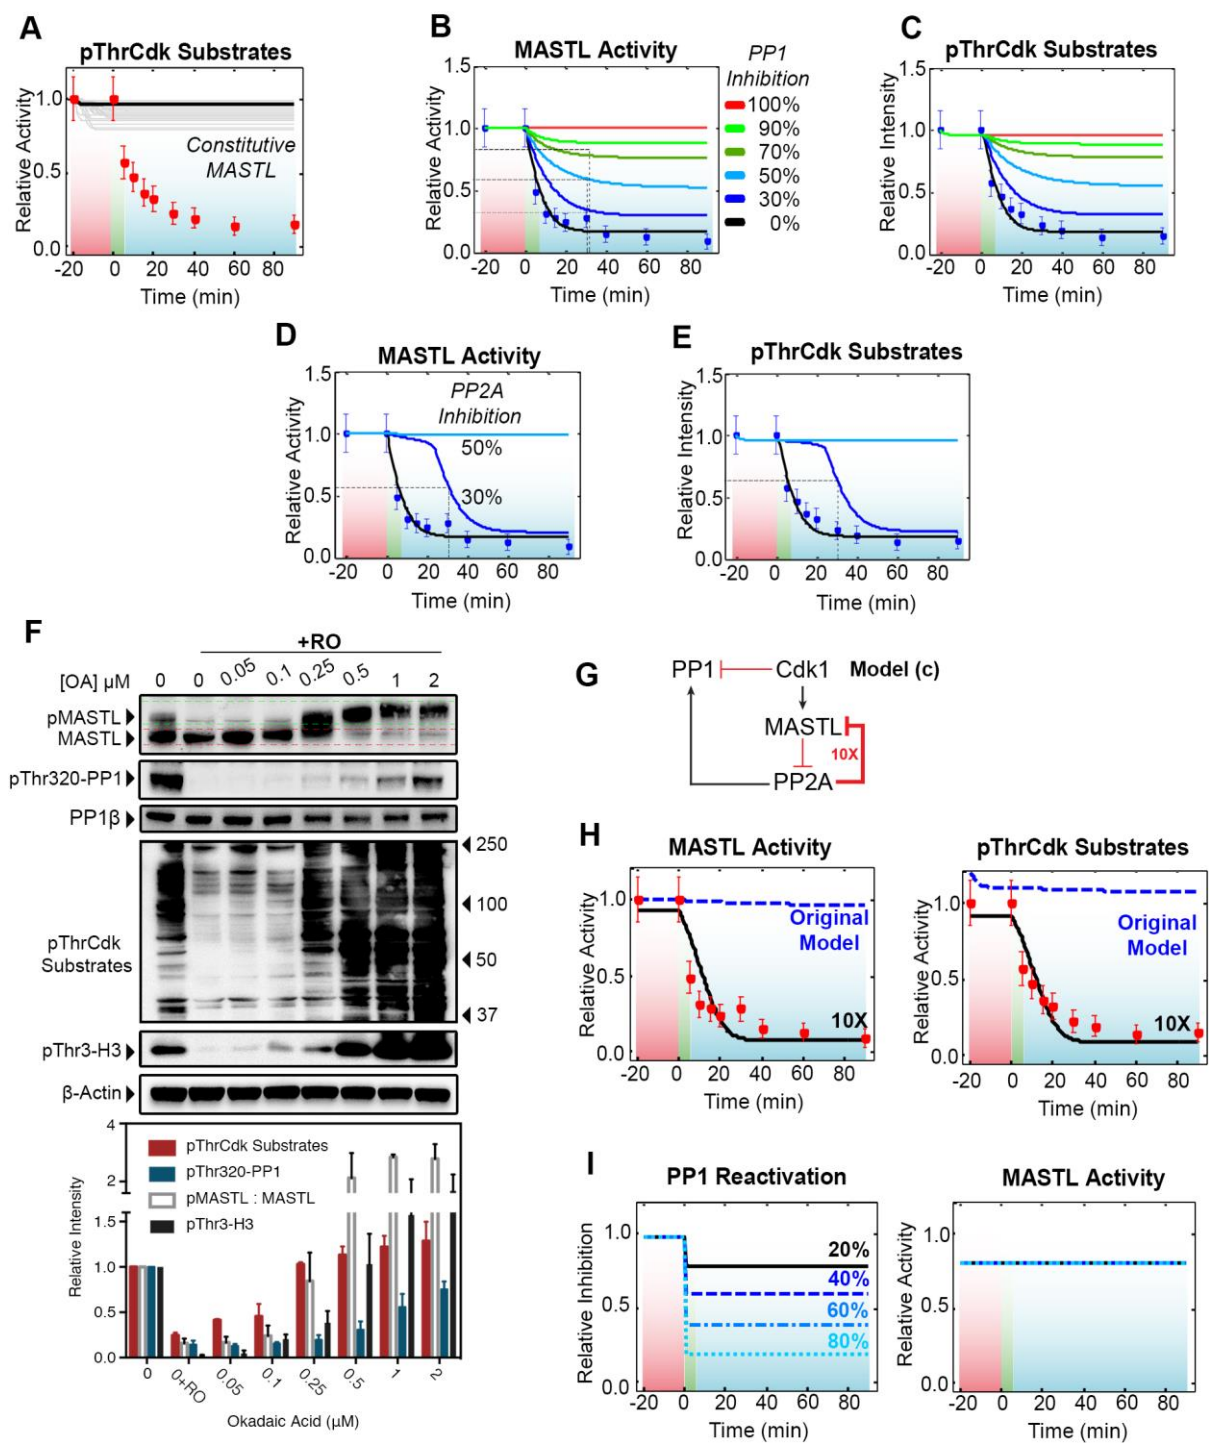 A
pThrCdk Substrates
Relative Activity
1.0
0.5
0.0
Constitutive
MASTL
-20 0 20 40 60 80
Time (min)
B
MASTL Activity
Relative Activity
1.5
1.0
0.5
0.0
-20 0 20 40 60 80
Time (min)
PP1
Inhibition
100%
90%
70%
50%
30%
0%
C
pThrCdk Substrates
Relative Intensity
1.5
1.0
0.5
0.0
-20 0 20 40 60 80
Time (min)
D
MASTL Activity
Relative Activity
1.5
1.0
0.5
0.0
PP2A
Inhibition
50%
30%
-20 0 20 40 60 80
Time (min)
E
pThrCdk Substrates
Relative Intensity
1.5
1.0
0.5
0.0
-20 0 20 40 60 80
Time (min)
F
+RO
[OA] µM 0 0 0.05 0.1 0.25 0.5 1 2
pMASTL
MASTL
pThr320-PP1
PP1β
250
100
pThrCdk
Substrates
50
37
pThr3-H3
β-Actin
Relative Intensity
4
2
1.5
1.0
0.5
0.0
pThrCdk Substrates
pThr320-PP1
pMASTL : MASTL
pThr3-H3
0 0+RO 0.05 0.1 0.25 0.5 1 2
Okadaic Acid (µM)
G
PP1 Cdk1 Model (c)
MASTL
10X
PP2A
H
MASTL Activity
Relative Activity
1.0
0.5
0.0
Original
Model
10X
-20 0 20 40 60 80
Time (min)
pThrCdk Substrates
Relative Activity
1.0
0.5
0.0
Original
Model
10X
-20 0 20 40 60 80
Time (min)
I
PP1 Reactivation
Relative Inhibition
1.0
0.5
0.0
20%
40%
60%
80%
-20 0 20 40 60 80
Time (min)
MASTL Activity
Relative Activity
1.0
0.5
0.0
-20 0 20 40 60 80
Time (min)